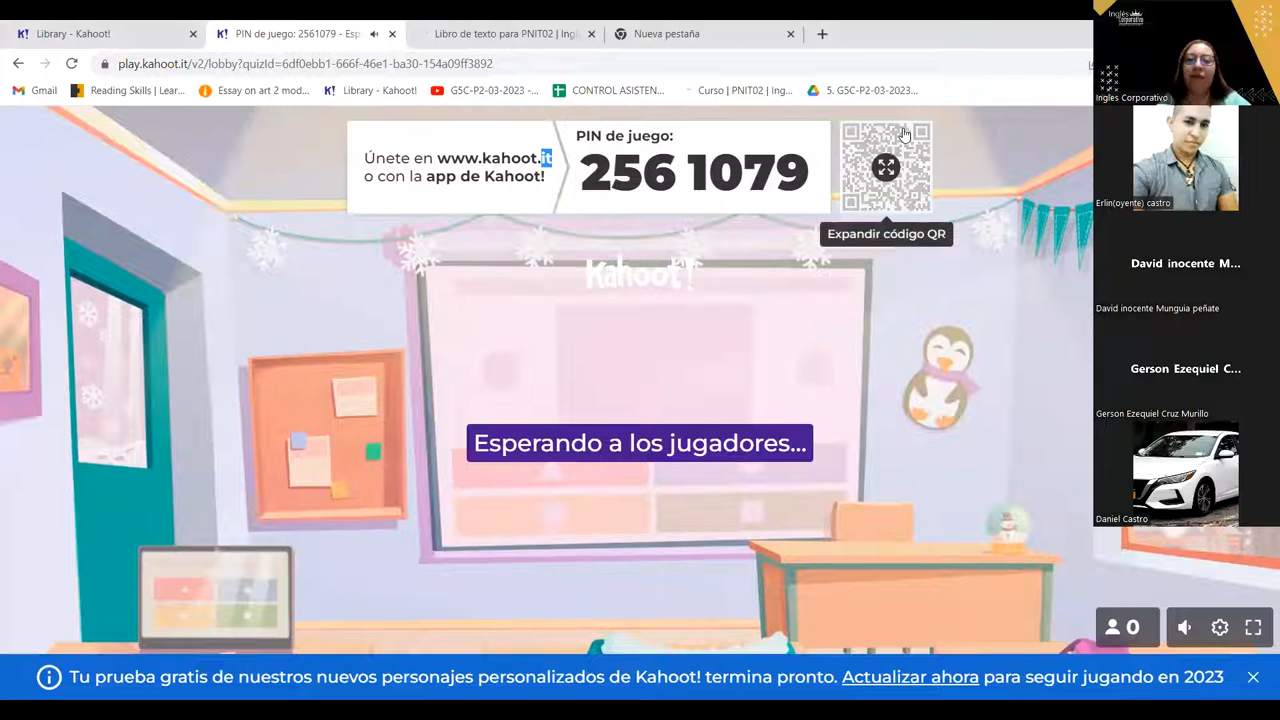 Library - Kahoot!
PIN de juego: 2561079 - Esp
Libro de texto para PNIT02 | Ingl
Nueva pestaña
play.kahoot.it/v2/lobby?quizId=6df0ebb1-666f-46e1-ba30-154a09ff3892
Gmail
Reading Skills | Lear...
Essay on art 2 mod...
Library - Kahoot!
G5C-P2-03-2023 -...
CONTROL ASISTEN...
Curso | PNIT02 | Ing...
5. G5C-P2-03-2023...
Únete en www.kahoot.it
o con la app de Kahoot!
PIN de juego:
256 1079
Expandir código QR
Kahoot!
Esperando a los jugadores...
0
Tu prueba gratis de nuestros nuevos personajes personalizados de Kahoot! termina pronto. Actualizar ahora para seguir jugando en 2023
Inglés
Corporativo
Ingles Corporativo
Erlin(oyente) castro
David inocente M...
David inocente Munguia peñate
Gerson Ezequiel C...
Gerson Ezequiel Cruz Murillo
Daniel Castro